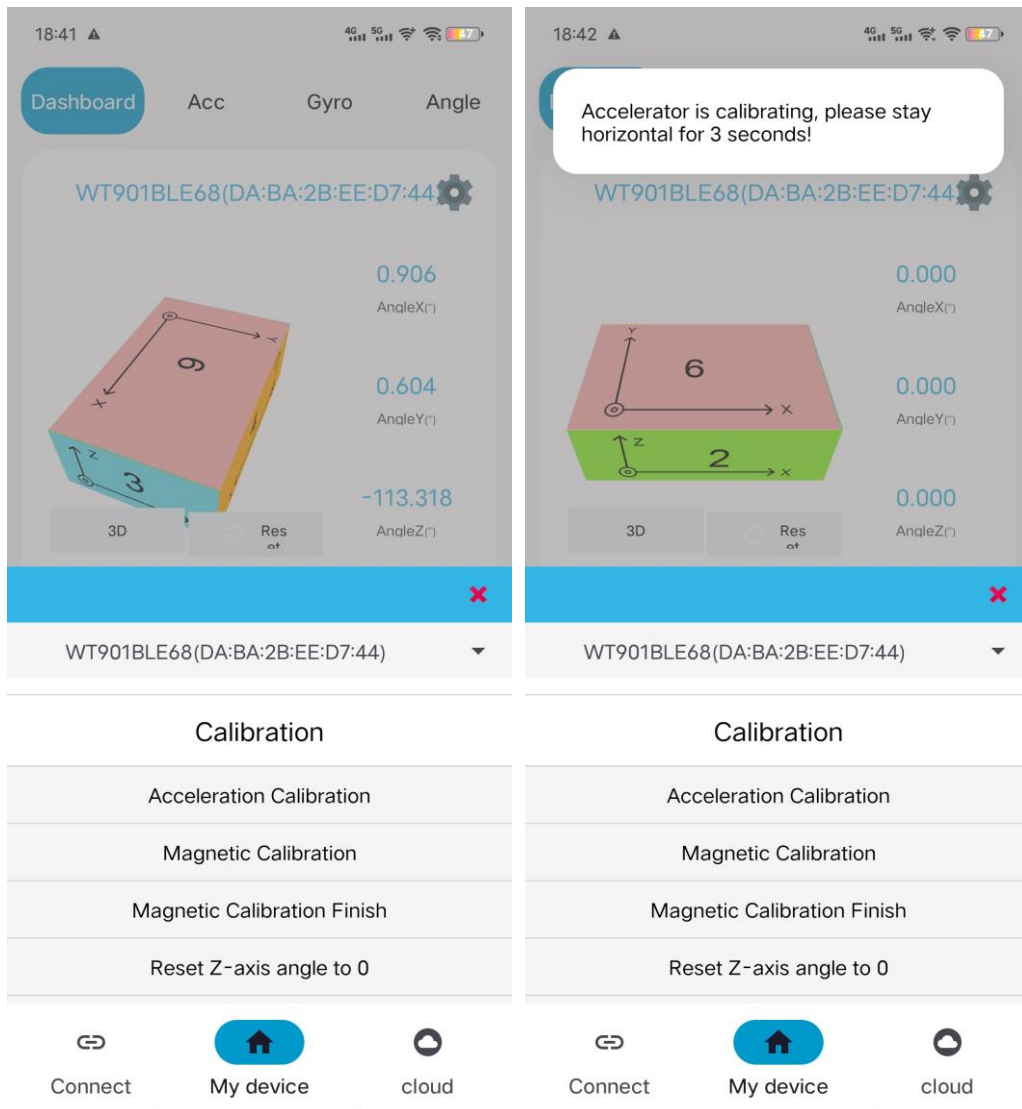 18:41
4G 5G 47
Dashboard Acc Gyro Angle
WT901BLE68(DA:BA:2B:EE:D7:44)
0.906
AngleX(°)
Y
9
X
0.604
AngleY(°)
Z
3
-113.318
AngleZ(°)
3D
Res
et
WT901BLE68(DA:BA:2B:EE:D7:44)
Calibration
Acceleration Calibration
Magnetic Calibration
Magnetic Calibration Finish
Reset Z-axis angle to 0
Connect My device cloud
18:42
4G 5G 47
Accelerator is calibrating, please stay
horizontal for 3 seconds!
WT901BLE68(DA:BA:2B:EE:D7:44)
0.000
AngleX(°)
Y
6
X
0.000
AngleY(°)
Z
2
X
0.000
AngleZ(°)
3D
Res
et
WT901BLE68(DA:BA:2B:EE:D7:44)
Calibration
Acceleration Calibration
Magnetic Calibration
Magnetic Calibration Finish
Reset Z-axis angle to 0
Connect My device cloud